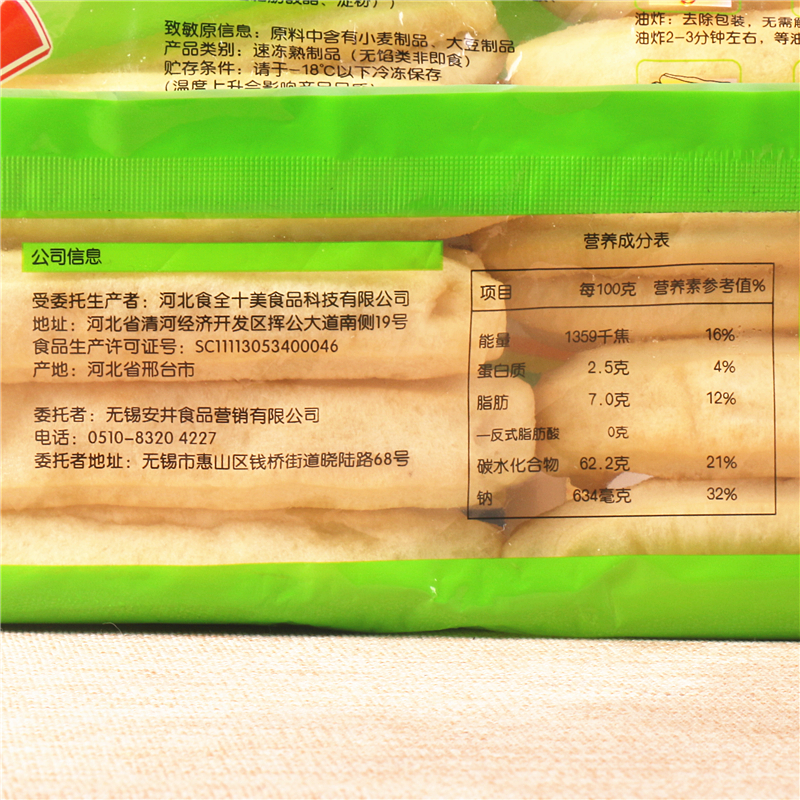 致敏原信息：原料中含有小麦制品、大豆制品
产品类别：速冻熟制品（无馅类非即食）
贮存条件：请于-18℃以下冷冻保存
油炸：去除包装，无需
油炸2-3分钟左右，等油
公司信息
受委托生产者：河北食全十美食品科技有限公司
地址：河北省清河经济开发区挥公大道南侧19号
食品生产许可证号：SC11113053400046
产地：河北省邢台市
委托者：无锡安井食品营销有限公司
电话：0510-8320 4227
委托者地址：无锡市惠山区钱桥街道晓陆路68号
营养成分表
项目 每100克 营养素参考值%
能量 1359千焦 16%
蛋白质 2.5克 4%
脂肪 7.0克 12%
—反式脂肪酸 0克
碳水化合物 62.2克 21%
钠 634毫克 32%